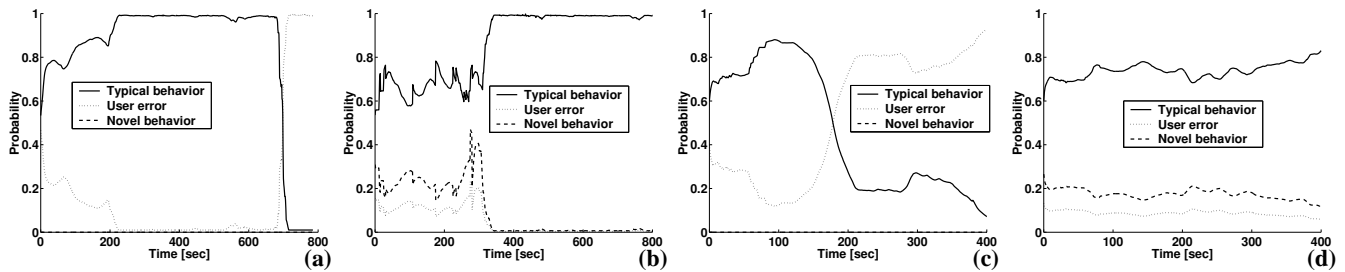 1
0.8
0.6
0.4
0.2
0
Probability
Typical behavior
User error
Novel behavior
0 200 400 600 800
Time [sec]
(a)
1
0.8
0.6
0.4
0.2
0
Probability
Typical behavior
User error
Novel behavior
0 200 400 600 800
Time [sec]
(b)
1
0.8
0.6
0.4
0.2
0
Probability
Typical behavior
User error
Novel behavior
0 100 200 300 400
Time [sec]
(c)
1
0.8
0.6
0.4
0.2
0
Probability
Typical behavior
User error
Novel behavior
0 100 200 300 400
Time [sec]
(d)